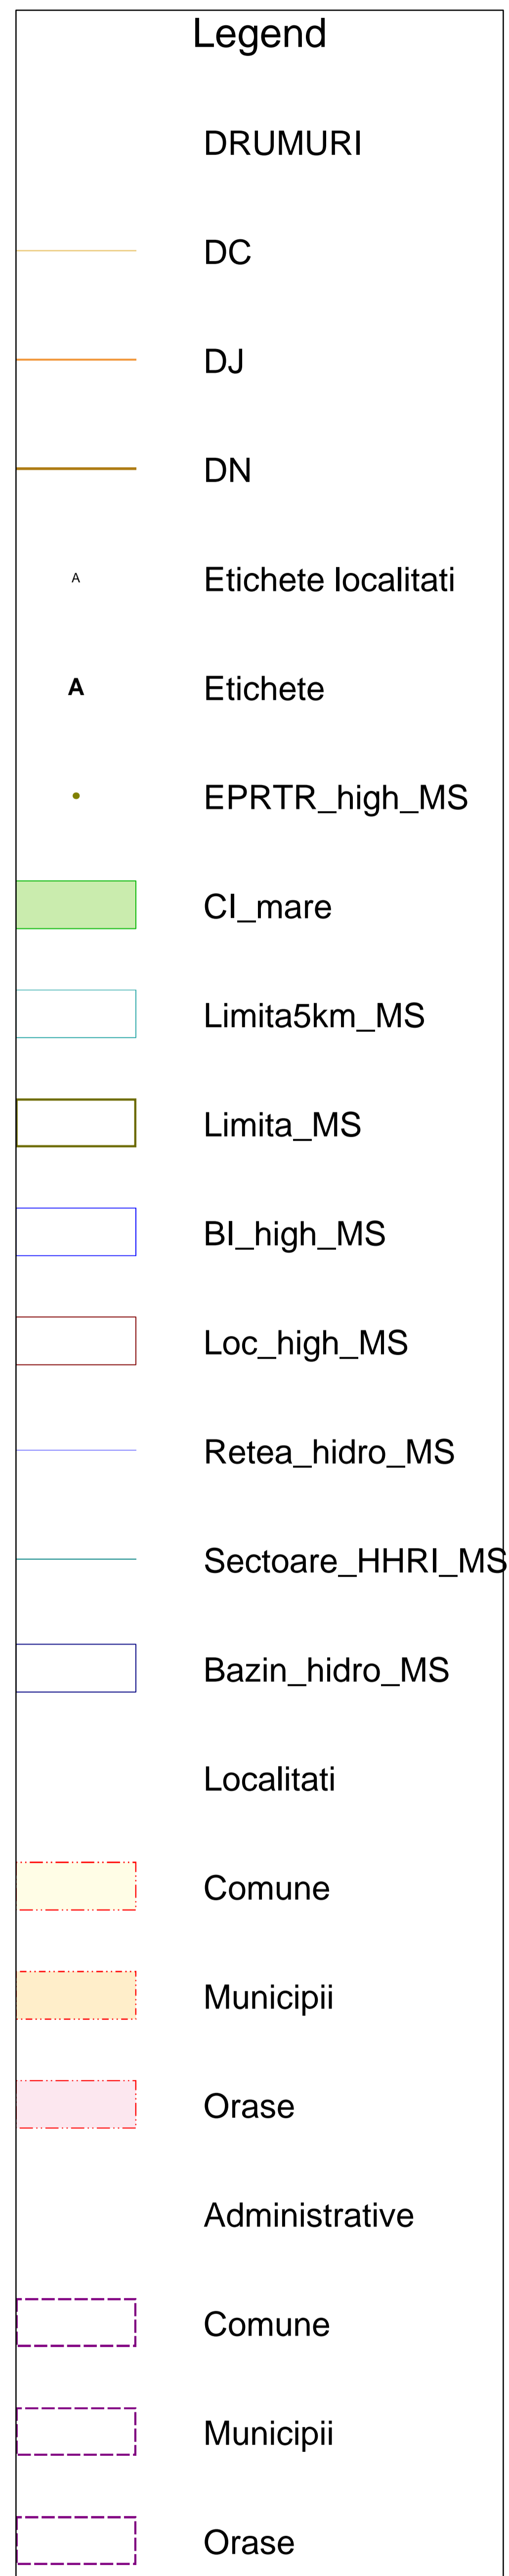 Legend
DRUMURI
DC
DJ
DN
A Etichete localitati
A Etichete
EPRTR_high_MS
CI_mare
Limita5km_MS
Limita_MS
BI_high_MS
Loc_high_MS
Retea_hidro_MS
Sectoare_HHRI_MS
Bazin_hidro_MS
Localitati
Comune
Municipii
Orase
Administrative
Comune
Municipii
Orase